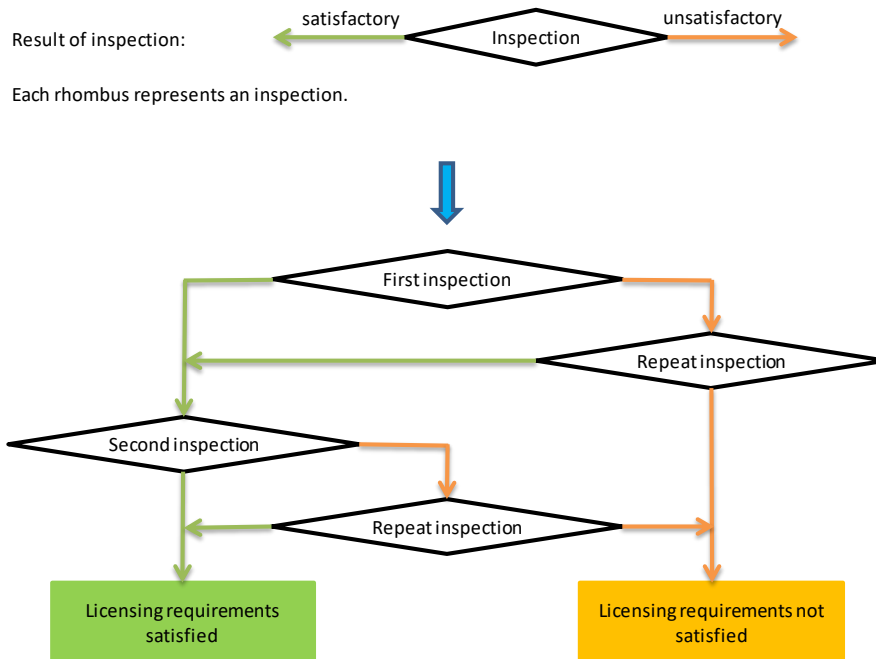 satisfactory
unsatisfactory
Result of inspection:
Inspection
Each rhombus represents an inspection.
First inspection
Repeat inspection
Second inspection
Repeat inspection
Licensing requirements
satisfied
Licensing requirements not
satisfied